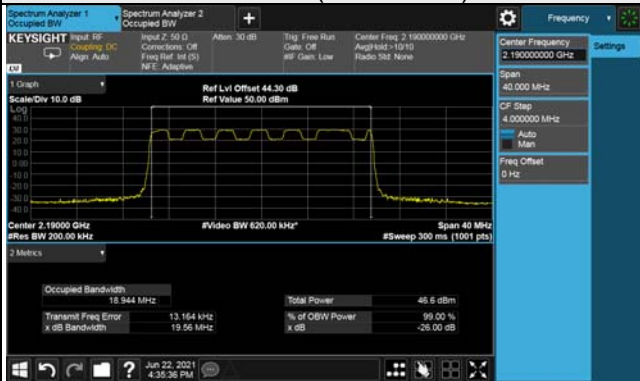 Spectrum Analyzer 1
Occupied BW
Spectrum Analyzer 2
Occupied BW
+
Frequency
KEYSIGHT
Input: RF
Coupling: DC
Align: Auto
Input Z: 50 Ω
Corrections: Off
Freq Ref: Int (S)
NFE: Adaptive
Atten: 30 dB
Trig: Free Run
Gate: Off
#IF Gain: Low
Center Freq: 2.190000000 GHz
Avg|Hold:>10/10
Radio Std: None
LXI
Center Frequency
2.190000000 GHz
Settings
Span
40.000 MHz
CF Step
4.000000 MHz
Auto
Man
Freq Offset
0 Hz
1 Graph
Scale/Div 10.0 dB
Ref Lvl Offset 44.30 dB
Ref Value 50.00 dBm
Log
40.0
30.0
20.0
10.0
0.00
-10.0
-20.0
-30.0
-40.0
Center 2.19000 GHz
#Res BW 200.00 kHz
#Video BW 620.00 kHz*
Span 40 MHz
#Sweep 300 ms (1001 pts)
2 Metrics
Occupied Bandwidth
18.944 MHz
Total Power 46.6 dBm
Transmit Freq Error 13.164 kHz
% of OBW Power 99.00 %
x dB Bandwidth 19.56 MHz
x dB -26.00 dB
?
Jun 22, 2021
4:35:36 PM